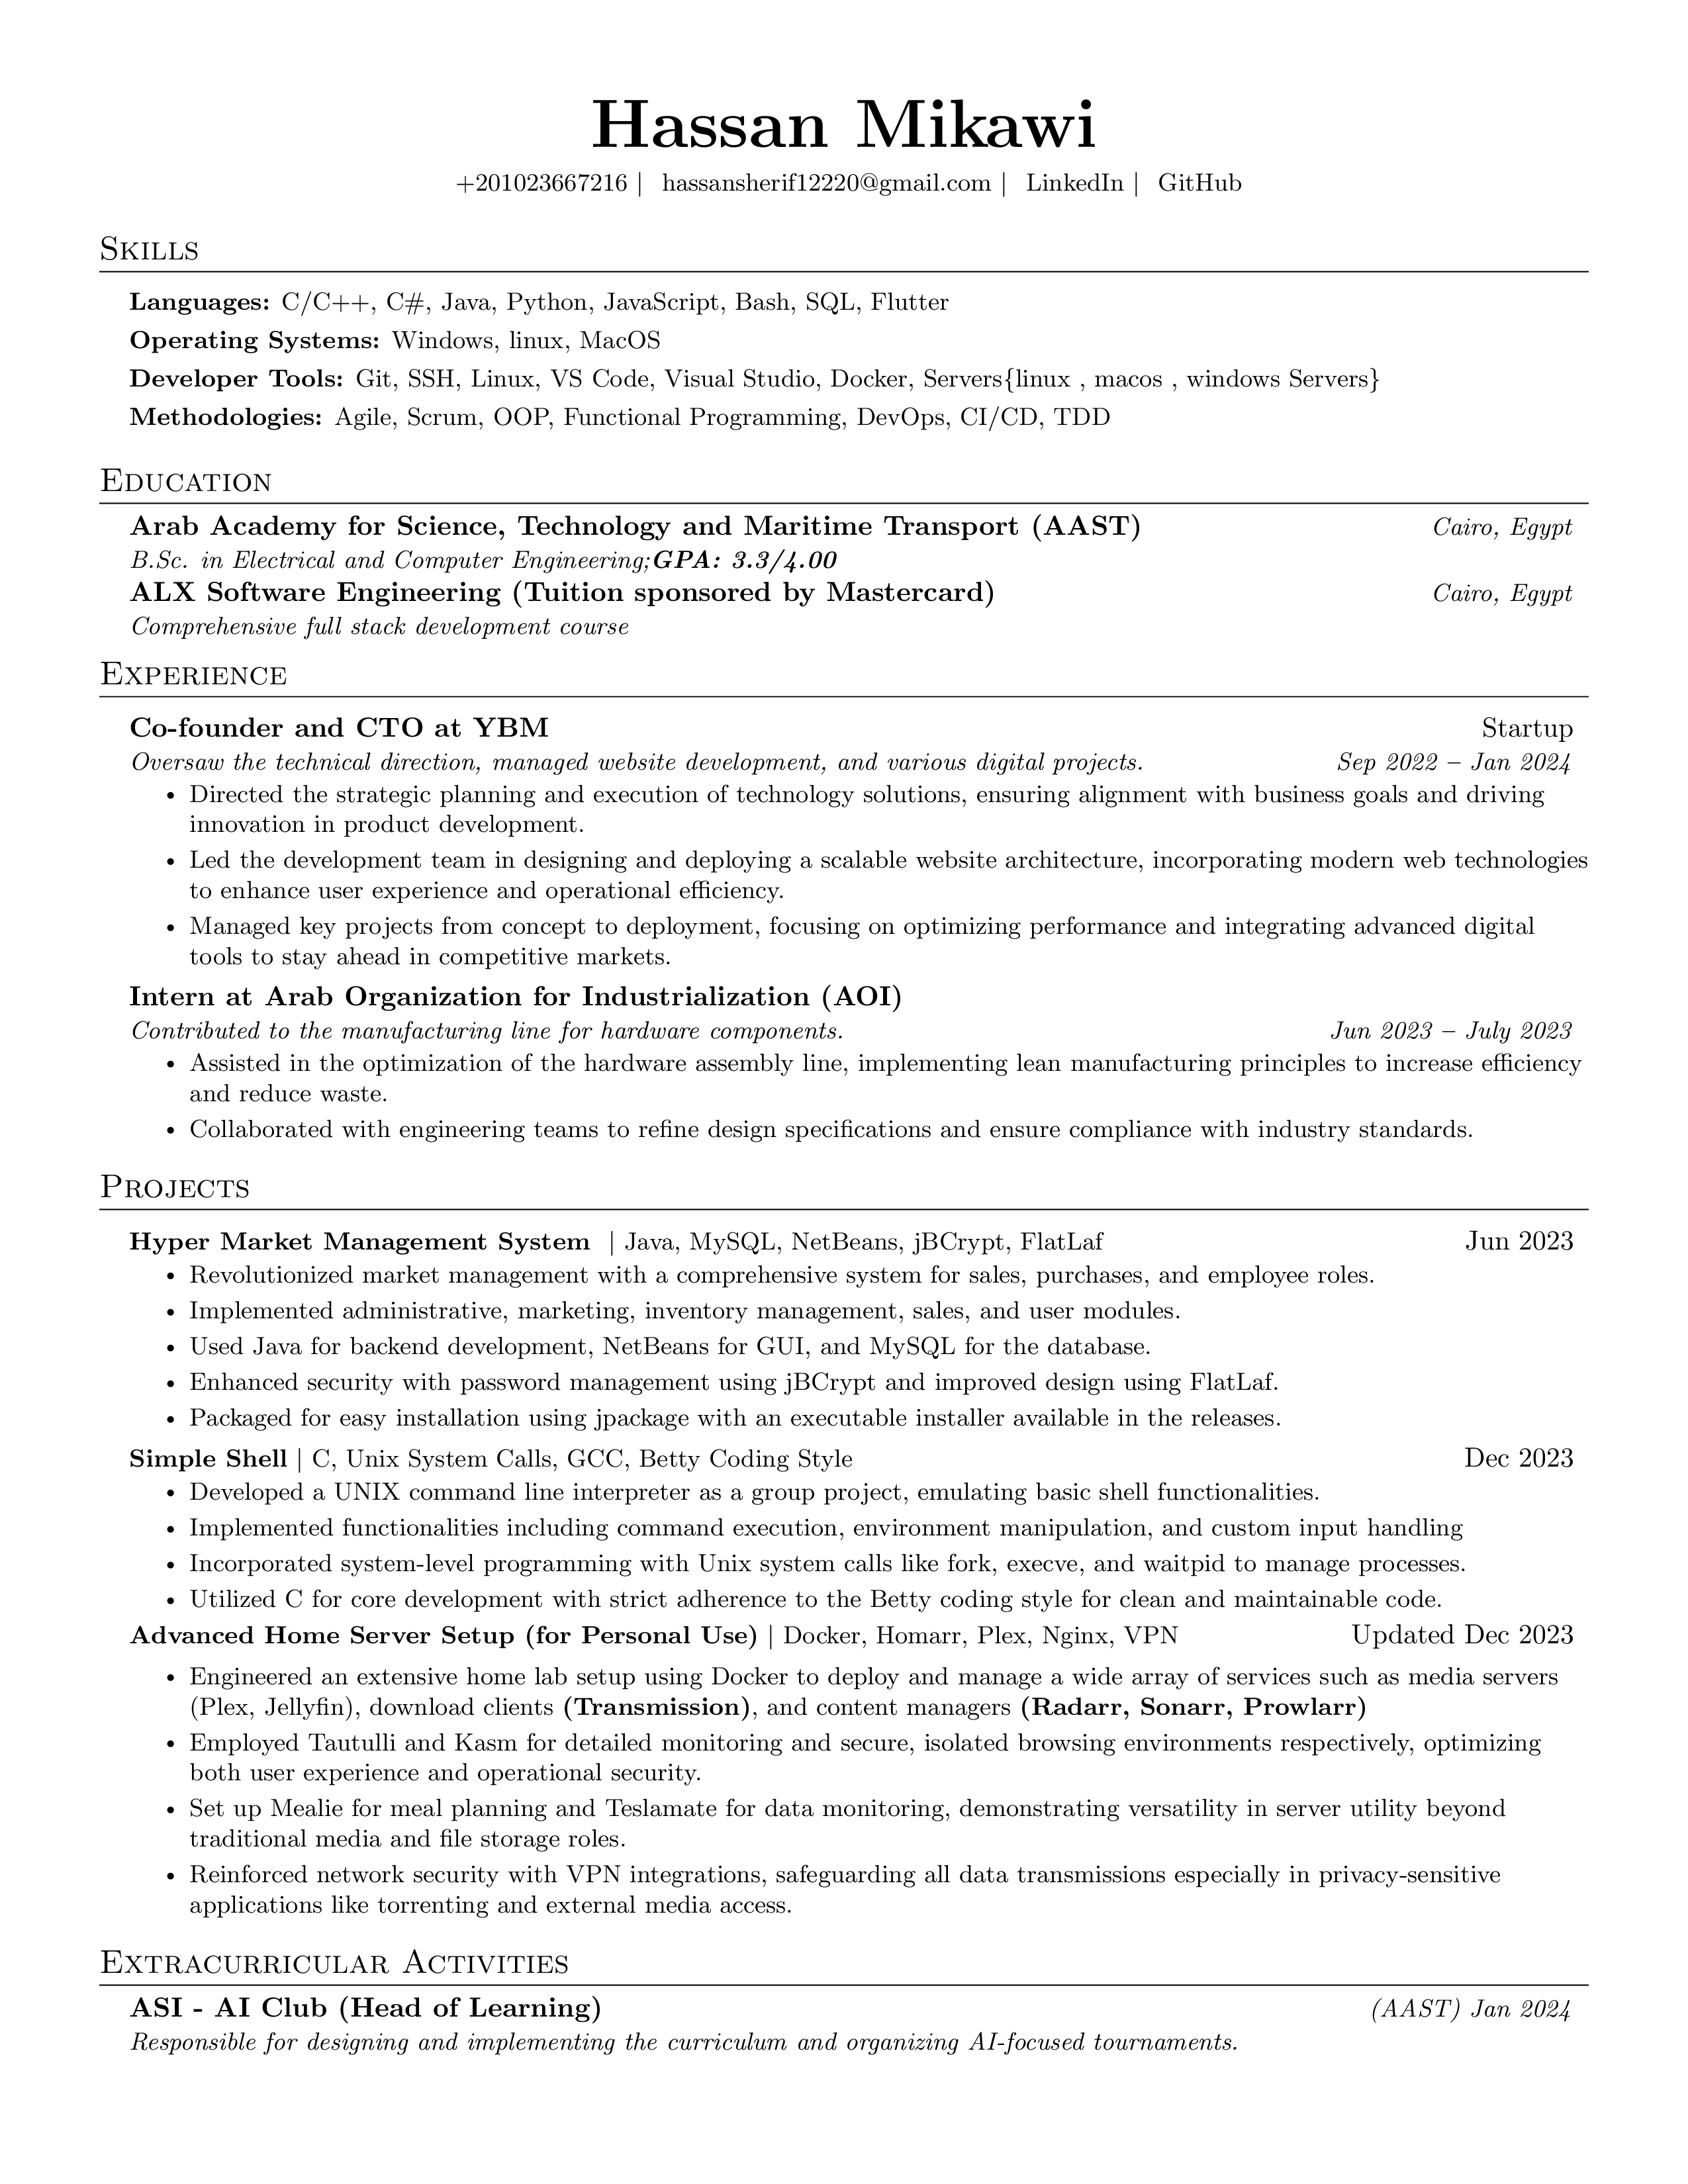 Hassan Mikawi
+201023667216 | hassansherif12220@gmail.com | LinkedIn | GitHub
Skills
Languages: C/C++, C#, Java, Python, JavaScript, Bash, SQL, Flutter
Operating Systems: Windows, linux, MacOS
Developer Tools: Git, SSH, Linux, VS Code, Visual Studio, Docker, Servers{linux , macos , windows Servers}
Methodologies: Agile, Scrum, OOP, Functional Programming, DevOps, CI/CD, TDD
Education
Arab Academy for Science, Technology and Maritime Transport (AAST) Cairo, Egypt
B.Sc. in Electrical and Computer Engineering;GPA: 3.3/4.00
ALX Software Engineering (Tuition sponsored by Mastercard) Cairo, Egypt
Comprehensive full stack development course
Experience
Co-founder and CTO at YBM Startup
Oversaw the technical direction, managed website development, and various digital projects. Sep 2022 – Jan 2024
• Directed the strategic planning and execution of technology solutions, ensuring alignment with business goals and driving
innovation in product development.
• Led the development team in designing and deploying a scalable website architecture, incorporating modern web technologies
to enhance user experience and operational efficiency.
• Managed key projects from concept to deployment, focusing on optimizing performance and integrating advanced digital
tools to stay ahead in competitive markets.
Intern at Arab Organization for Industrialization (AOI)
Contributed to the manufacturing line for hardware components. Jun 2023 – July 2023
• Assisted in the optimization of the hardware assembly line, implementing lean manufacturing principles to increase efficiency
and reduce waste.
• Collaborated with engineering teams to refine design specifications and ensure compliance with industry standards.
Projects
Hyper Market Management System | Java, MySQL, NetBeans, jBCrypt, FlatLaf Jun 2023
• Revolutionized market management with a comprehensive system for sales, purchases, and employee roles.
• Implemented administrative, marketing, inventory management, sales, and user modules.
• Used Java for backend development, NetBeans for GUI, and MySQL for the database.
• Enhanced security with password management using jBCrypt and improved design using FlatLaf.
• Packaged for easy installation using jpackage with an executable installer available in the releases.
Simple Shell | C, Unix System Calls, GCC, Betty Coding Style Dec 2023
• Developed a UNIX command line interpreter as a group project, emulating basic shell functionalities.
• Implemented functionalities including command execution, environment manipulation, and custom input handling
• Incorporated system-level programming with Unix system calls like fork, execve, and waitpid to manage processes.
• Utilized C for core development with strict adherence to the Betty coding style for clean and maintainable code.
Advanced Home Server Setup (for Personal Use) | Docker, Homarr, Plex, Nginx, VPN Updated Dec 2023
• Engineered an extensive home lab setup using Docker to deploy and manage a wide array of services such as media servers
(Plex, Jellyfin), download clients (Transmission), and content managers (Radarr, Sonarr, Prowlarr)
• Employed Tautulli and Kasm for detailed monitoring and secure, isolated browsing environments respectively, optimizing
both user experience and operational security.
• Set up Mealie for meal planning and Teslamate for data monitoring, demonstrating versatility in server utility beyond
traditional media and file storage roles.
• Reinforced network security with VPN integrations, safeguarding all data transmissions especially in privacy-sensitive
applications like torrenting and external media access.
Extracurricular Activities
ASI - AI Club (Head of Learning) (AAST) Jan 2024
Responsible for designing and implementing the curriculum and organizing AI-focused tournaments.